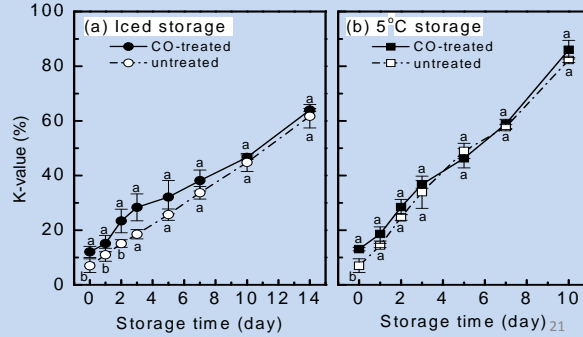 (a) Iced storage
CO-treated
untreated
a a a a a a a a
b b b a a a a a
K-value (%)
100
80
60
40
20
0
0 2 4 6 8 10 12 14
Storage time (day)
(b) 5°C storage
CO-treated
untreated
a a a a a a a
b a a a a a a
0 2 4 6 8 10
Storage time (day)
21